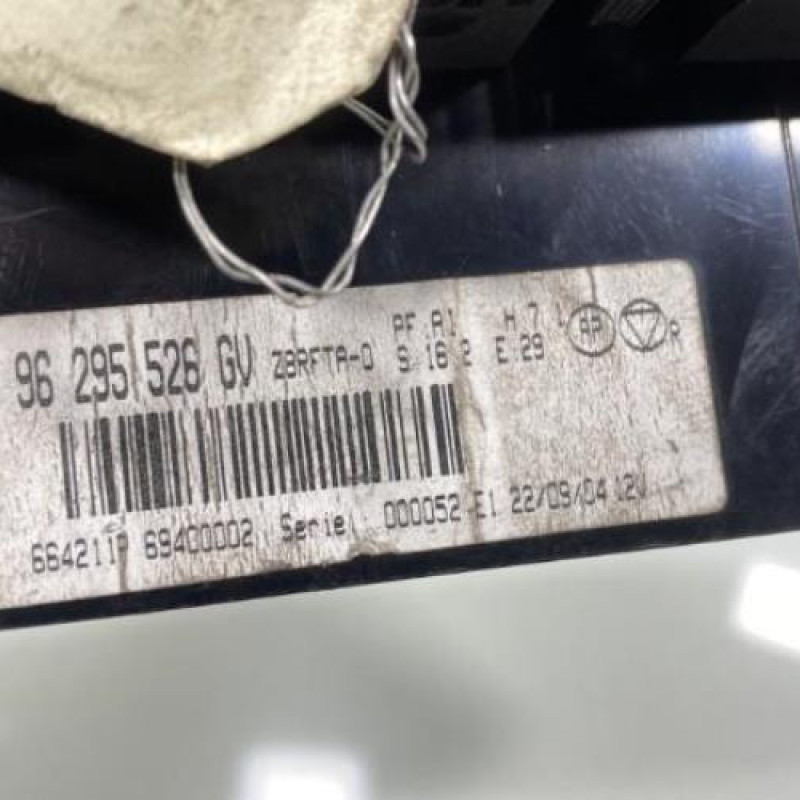 96 295 526 GV Z8RFTA-0 PF A1 H 7 L
S 16 2 E 29 R
664211P 69400002 Serie 000052 E1 22/09/04 12V